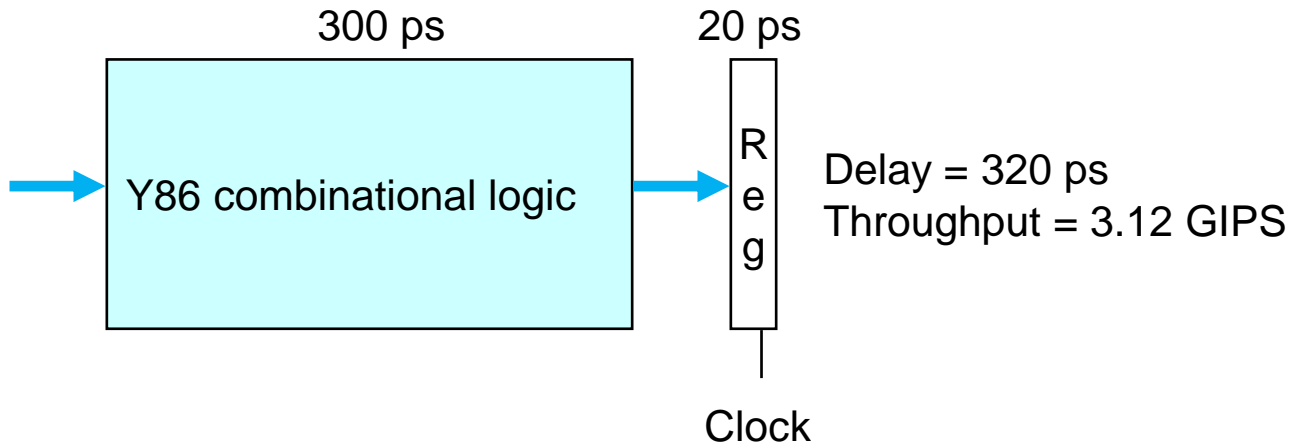 300 ps
20 ps
Y86 combinational logic
R
e
g
Delay = 320 ps
Throughput = 3.12 GIPS
Clock